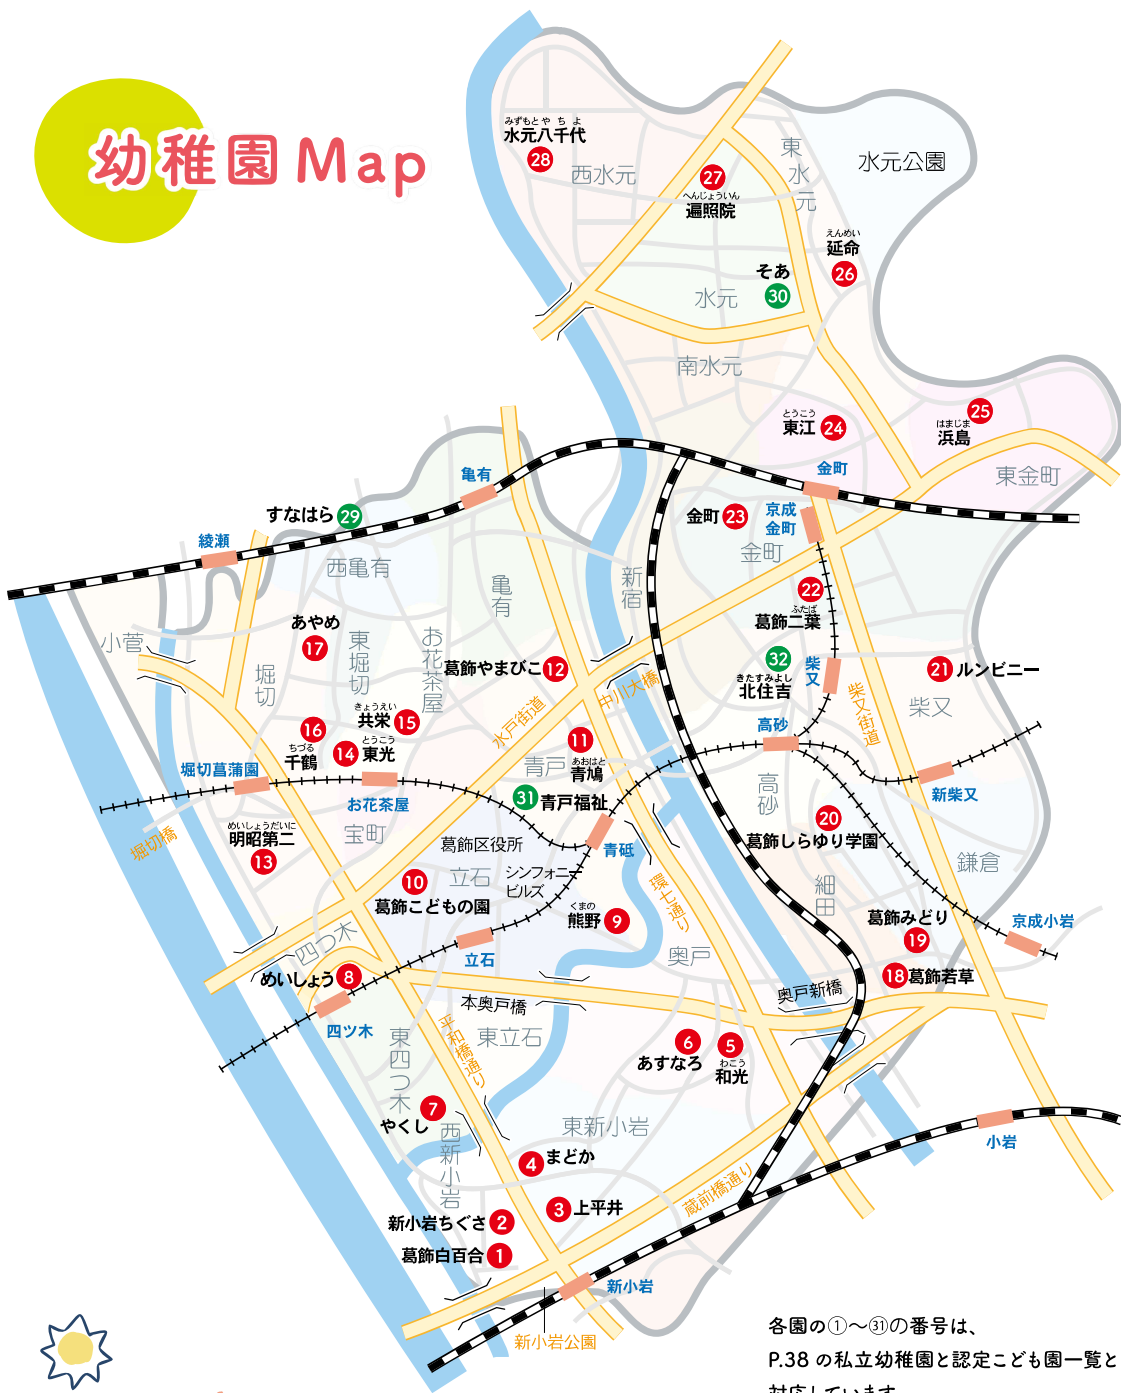 幼稚園 Map
みずもとやちよ
水元八千代
28
西水元
27
へんじょういん
遍照院
東水元
水元公園
えんめい
延命
26
そあ
30
水元
南水元
とうこう
東江
24
25
はまじま
浜島
東金町
金町
亀有
すなはら
29
綾瀬
金町
23
京成
金町
金町
西亀有
亀有
新宿
22
ふたば
葛飾二葉
小菅
あやめ
17
堀切
東堀切
お花茶屋
葛飾やまびこ
12
32
きたすみよし
北住吉
柴又
21
ルンビニー
柴又
柴又街道
きょうえい
共栄
15
水戸街道
中川大橋
16
ちづる
千鶴
14
とうこう
東光
11
あおはと
青鳩
青戸
高砂
堀切菖蒲園
お花茶屋
31
青戸福祉
高砂
新柴又
堀切橋
めいしょうだいに
明昭第二
13
宝町
葛飾区役所
青砥
20
葛飾しらゆり学園
鎌倉
立石
シンフォニー
ビルズ
10
葛飾こどもの園
環七通り
細田
くまの
熊野
9
葛飾みどり
19
京成小岩
四つ木
立石
奥戸
めいしょう
8
18
葛飾若草
四ツ木
本奥戸橋
奥戸新橋
平和橋通り
東立石
東四つ木
6
あすなろ
5
わこう
和光
7
やくし
西新小岩
東新小岩
小岩
4
まどか
蔵前橋通り
3
上平井
新小岩ちぐさ
2
葛飾白百合
1
新小岩
新小岩公園
各園の①〜㉛の番号は、
P.38 の私立幼稚園と認定こども園一覧と
対応しています。